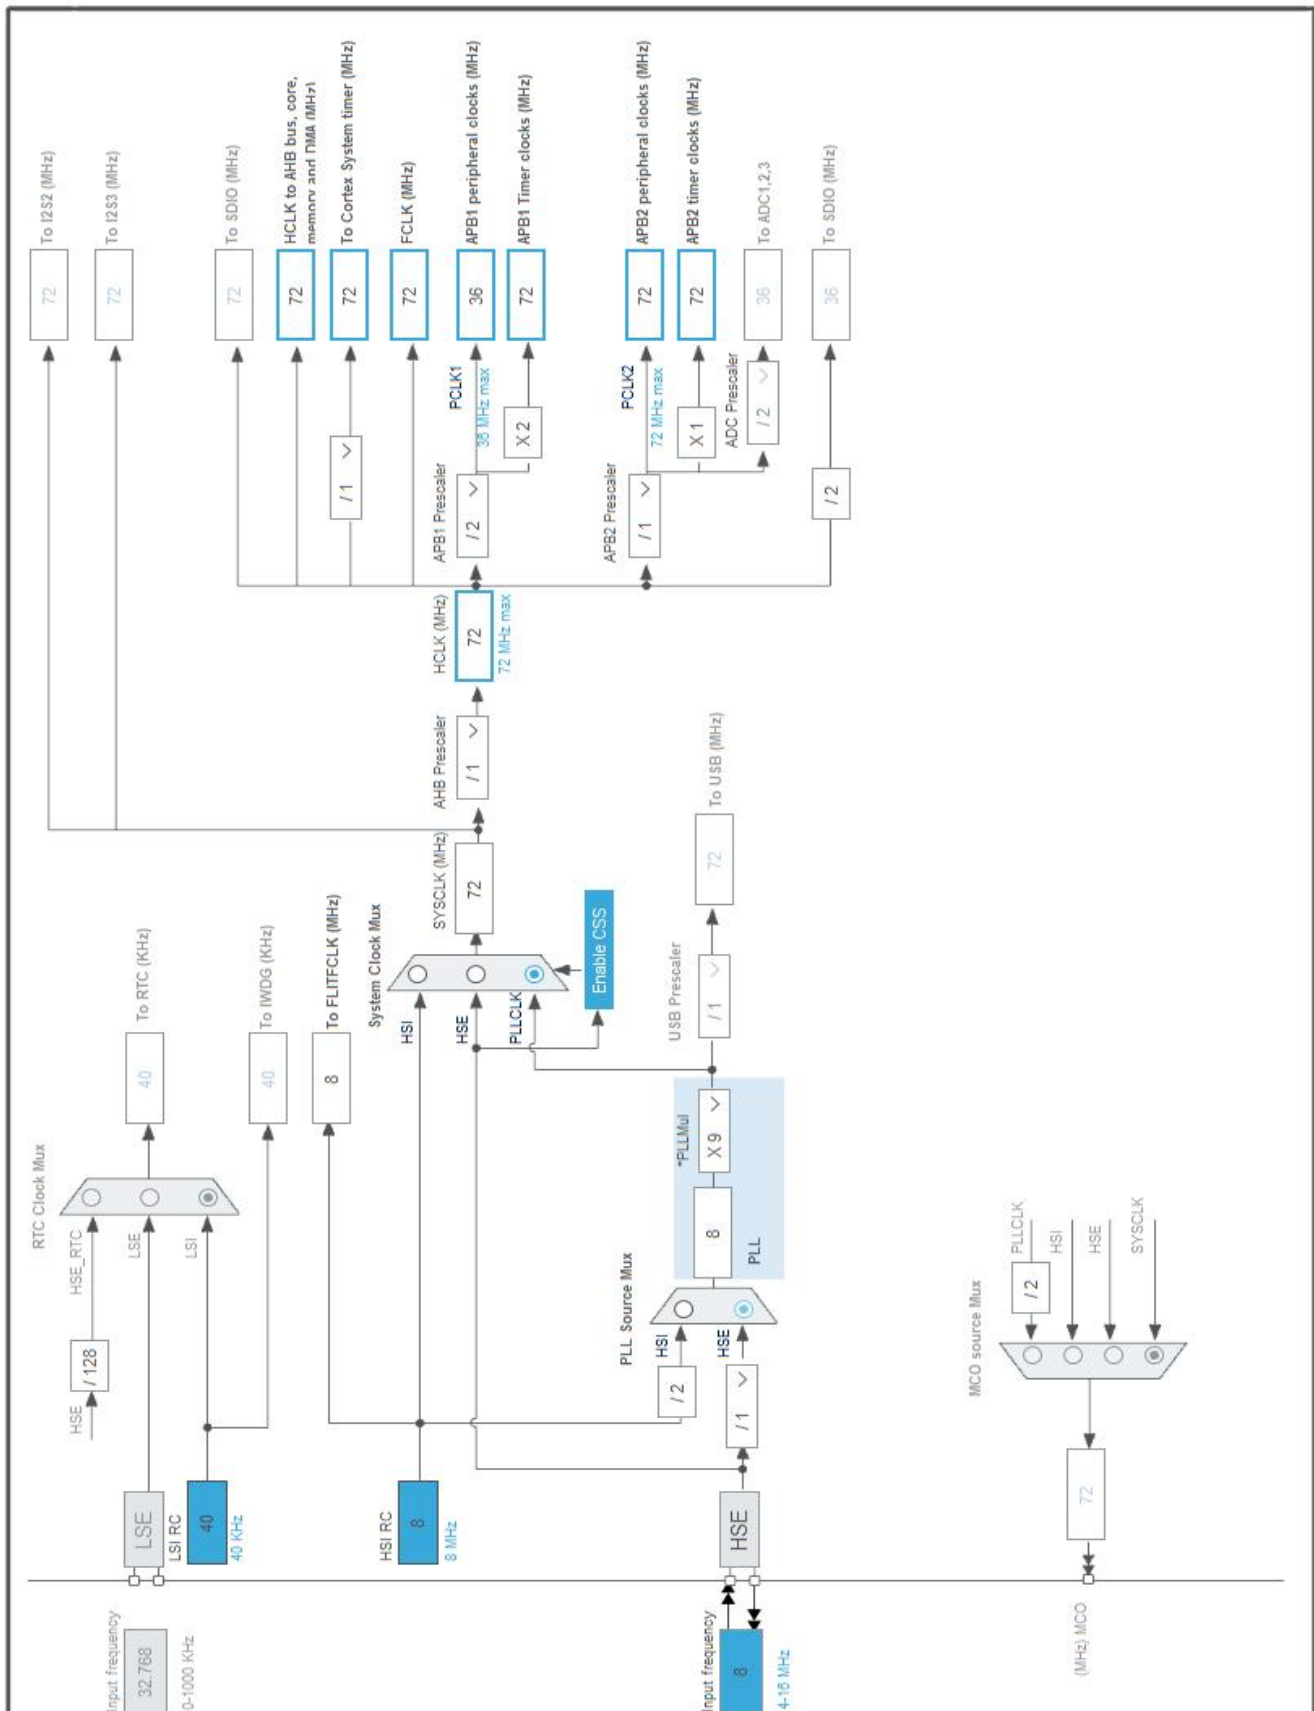 Input frequency
32.768
0-1000 KHz
LSE
LSI RC
40
40 KHz
HSE
/ 128
HSE_RTC
LSE
LSI
RTC Clock Mux
40
To RTC (KHz)
40
To IWDG (KHz)
8
To FLITFCLK (MHz)
HSI RC
8
8 MHz
System Clock Mux
HSI
HSE
PLLCLK
Enable CSS
SYSCLK (MHz)
72
AHB Prescaler
/ 1
HCLK (MHz)
72
72 MHz max
72
To I2S2 (MHz)
72
To I2S3 (MHz)
72
To SDIO (MHz)
72
HCLK to AHB bus, core,
memory and DMA (MHz)
/ 1
72
To Cortex System timer (MHz)
72
FCLK (MHz)
APB1 Prescaler
/ 2
PCLK1
36 MHz max
36
APB1 peripheral clocks (MHz)
X 2
72
APB1 Timer clocks (MHz)
APB2 Prescaler
/ 1
PCLK2
72 MHz max
72
APB2 peripheral clocks (MHz)
X 1
72
APB2 timer clocks (MHz)
ADC Prescaler
/ 2
36
To ADC1,2,3
/ 2
36
To SDIO (MHz)
Input frequency
8
4-16 MHz
HSE
PLL Source Mux
/ 2
HSI
/ 1
HSE
8
*PLLMul
X 9
PLL
USB Prescaler
/ 1
72
To USB (MHz)
MCO source Mux
(MHz) MCO
72
/ 2
PLLCLK
HSI
HSE
SYSCLK